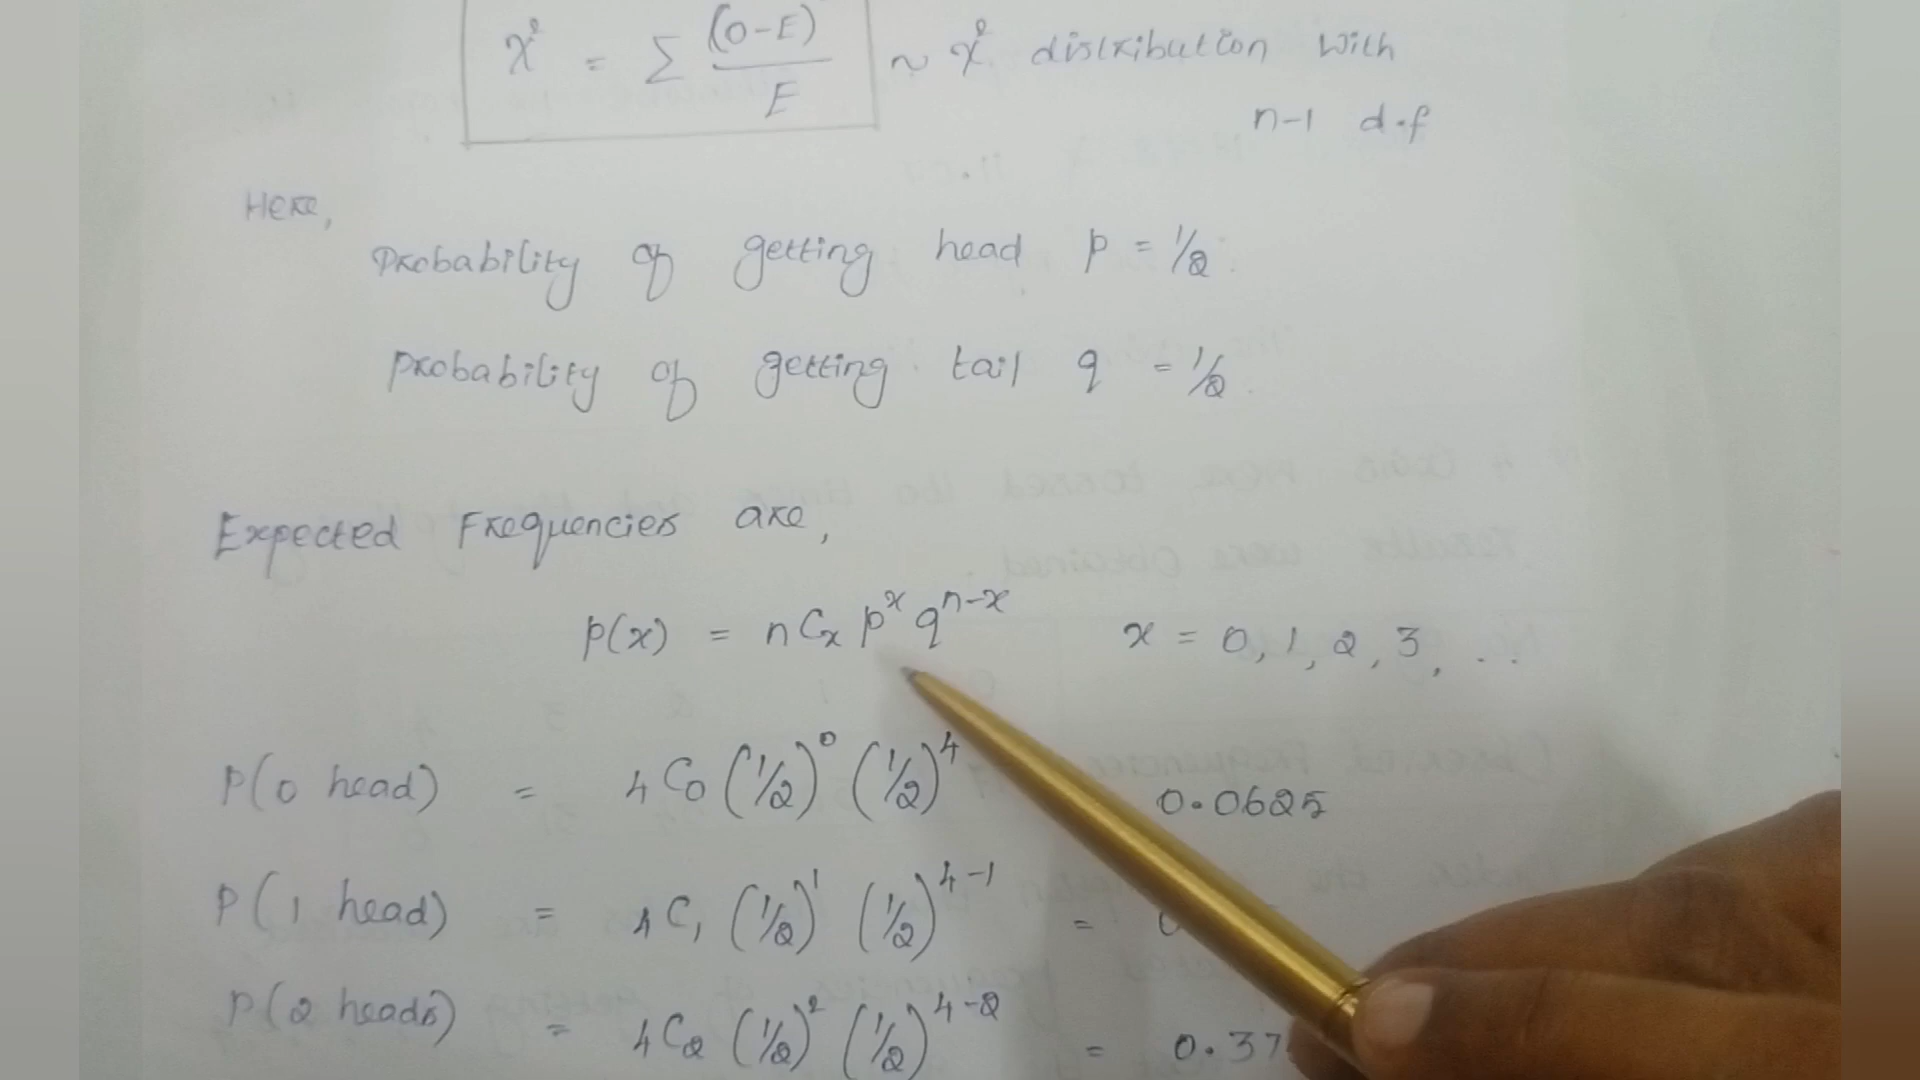 χ² = Σ (O-E) / E ~ χ² distribution with
n-1 d.f
Here,
Probability of getting head p = 1/2.
Probability of getting tail q = 1/2.
Expected Frequencies are,
P(x) = nCx p^x q^n-x x = 0, 1, 2, 3, ..
P(0 head) = 4C0 (1/2)^0 (1/2)^4 0.0625
P(1 head) = 4C1 (1/2)^1 (1/2)^4-1 =
P(2 heads) = 4C2 (1/2)^2 (1/2)^4-2 = 0.37